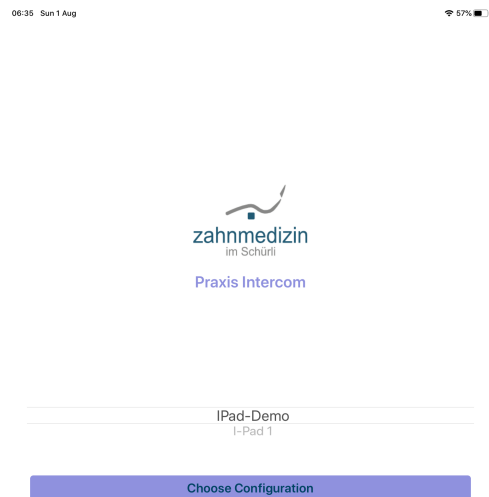 06:35 Sun 1 Aug 57%
zahnmedizin
im Schürli
Praxis Intercom
IPad-Demo
I-Pad 1
Choose Configuration